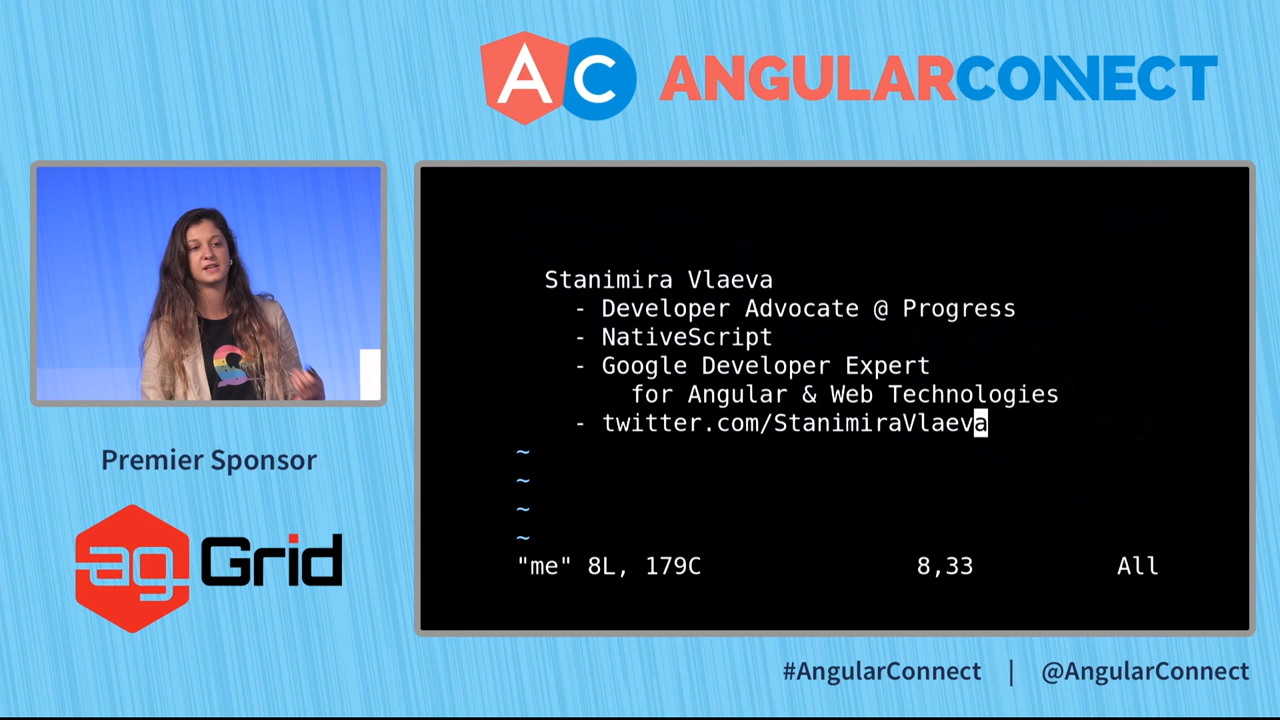 AC ANGULARCONNECT
Stanimira Vlaeva
- Developer Advocate @ Progress
- NativeScript
- Google Developer Expert
for Angular & Web Technologies
- twitter.com/StanimiraVlaeva
~
~
~
~
"me" 8L, 179C 8,33 All
Premier Sponsor
ag Grid
#AngularConnect | @AngularConnect